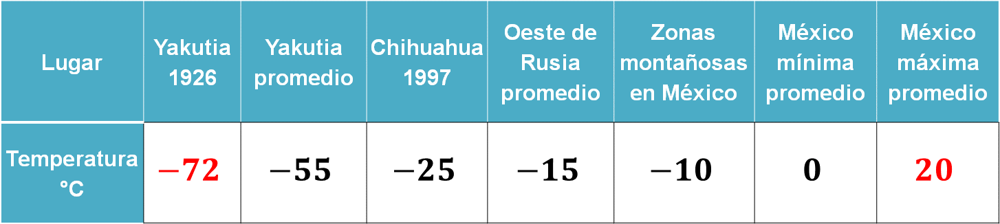 Lugar
Yakutia
1926
Yakutia
promedio
Chihuahua
1997
Oeste de
Rusia
promedio
Zonas
montañosas
en México
México
mínima
promedio
México
máxima
promedio
Temperatura
°C
−72
−55
−25
−15
−10
0
20